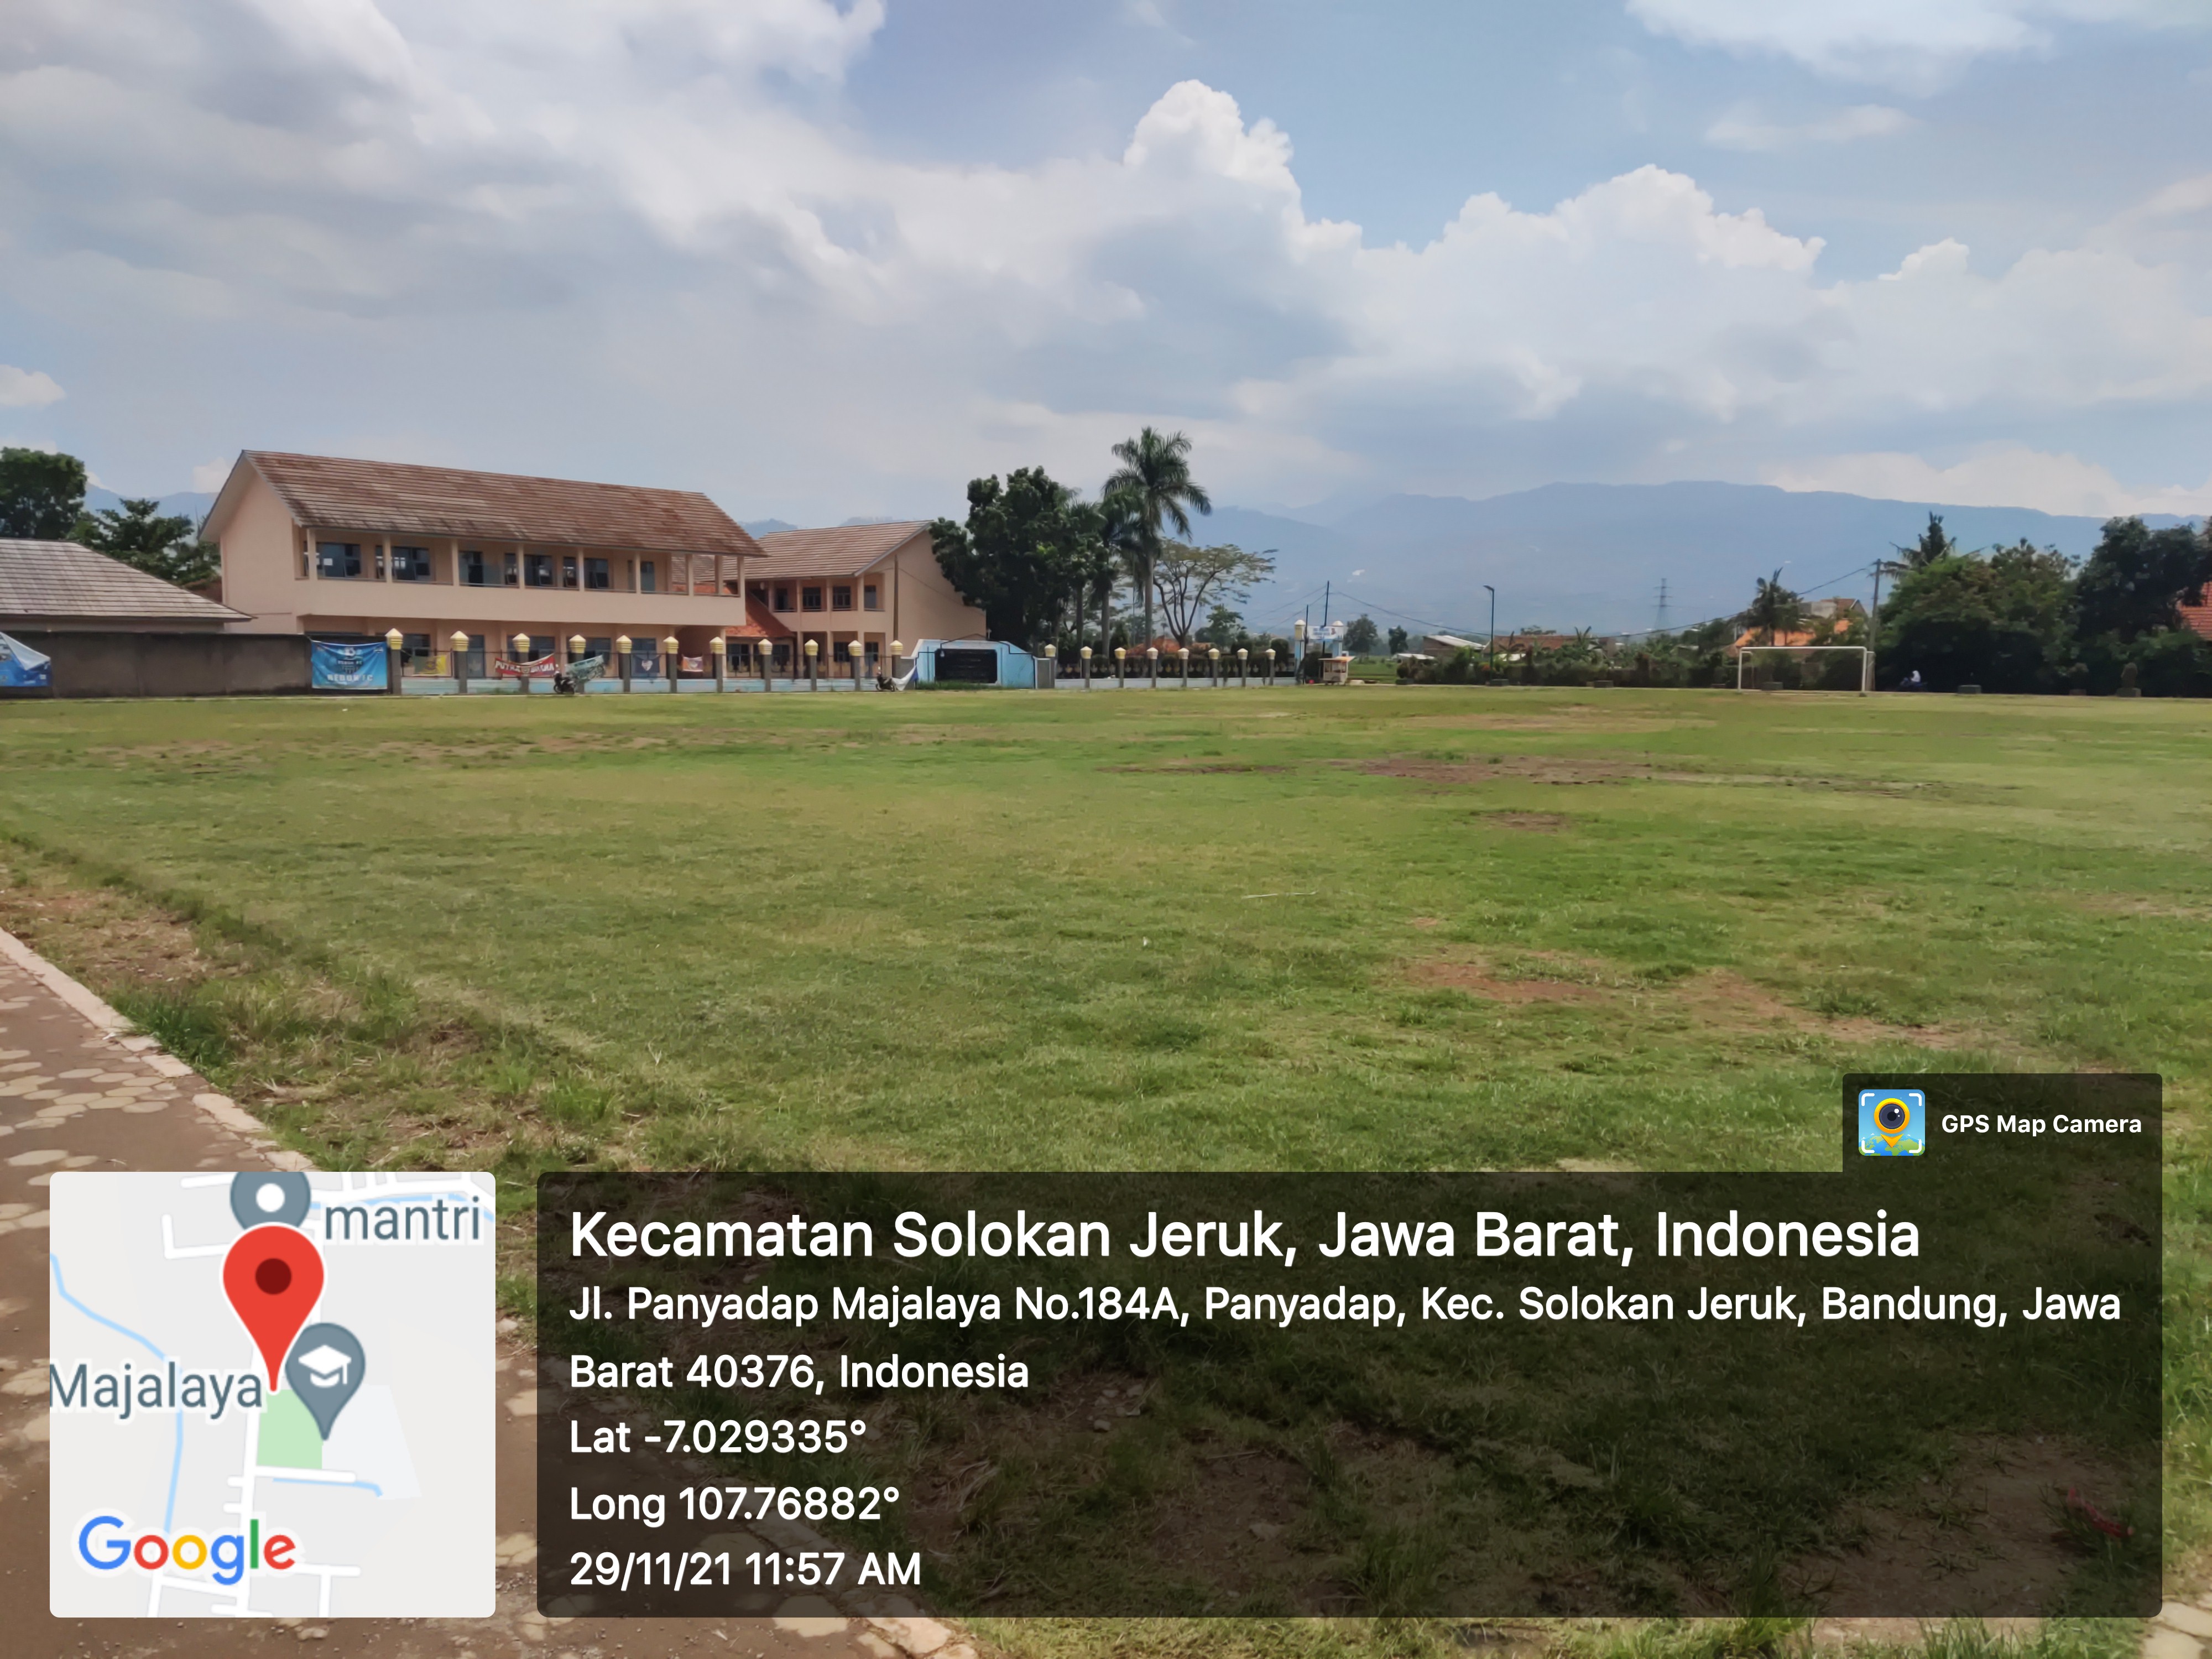 GPS Map Camera
mantri
Majalaya
Google
Kecamatan Solokan Jeruk, Jawa Barat, Indonesia
Jl. Panyadap Majalaya No.184A, Panyadap, Kec. Solokan Jeruk, Bandung, Jawa
Barat 40376, Indonesia
Lat -7.029335°
Long 107.76882°
29/11/21 11:57 AM